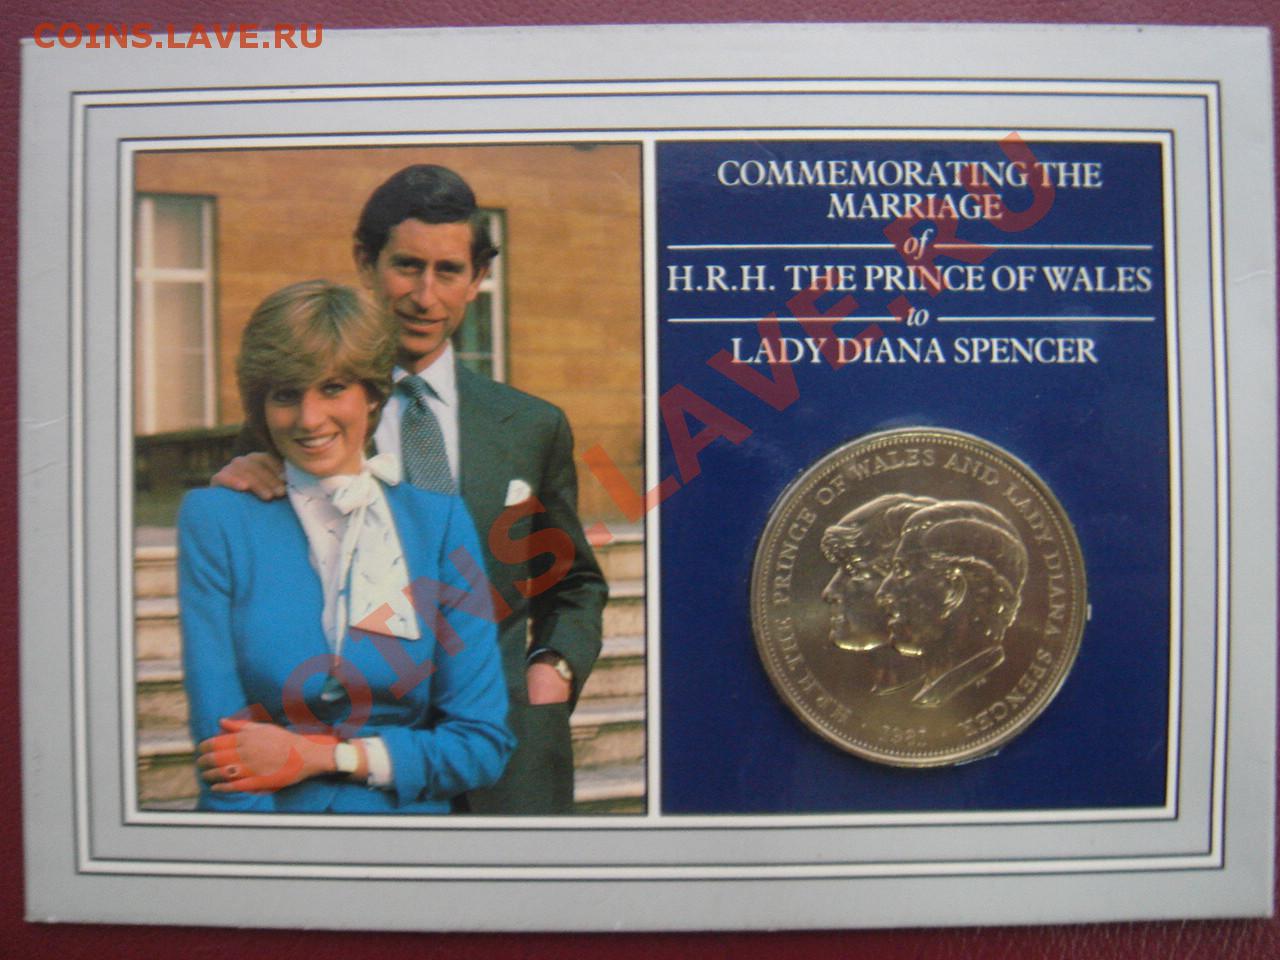 COINS.LAVE.RU
COMMEMORATING THE
MARRIAGE
of
H.R.H. THE PRINCE OF WALES
to
LADY DIANA SPENCER
H.R.H. THE PRINCE OF WALES AND LADY DIANA SPENCER
1981
COINS.LAVE.RU